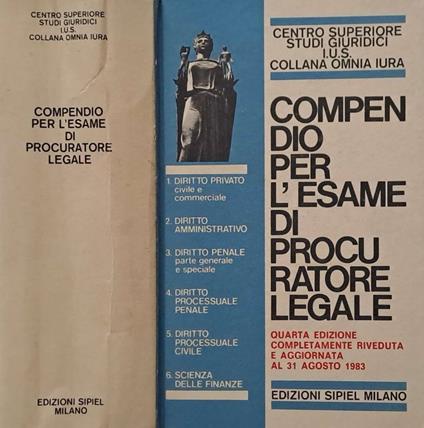 CENTRO SUPERIORE
STUDI GIURIDICI
I.U.S.
COLLANA OMNIA IURA
COMPENDIO
PER L'ESAME
DI
PROCURATORE
LEGALE
EDIZIONI SIPIEL
MILANO
CENTRO SUPERIORE
STUDI GIURIDICI
I.U.S.
COLLANA OMNIA IURA
COMPEN
DIO
PER
L'ESAME
DI
PROCU
RATORE
LEGALE
1. DIRITTO PRIVATO
civile e
commerciale
2. DIRITTO
AMMINISTRATIVO
3. DIRITTO PENALE
parte generale
e speciale
4. DIRITTO
PROCESSUALE
PENALE
5. DIRITTO
PROCESSUALE
CIVILE
6. SCIENZA
DELLE FINANZE
QUARTA EDIZIONE
COMPLETAMENTE RIVEDUTA
E AGGIORNATA
AL 31 AGOSTO 1983
EDIZIONI SIPIEL MILANO